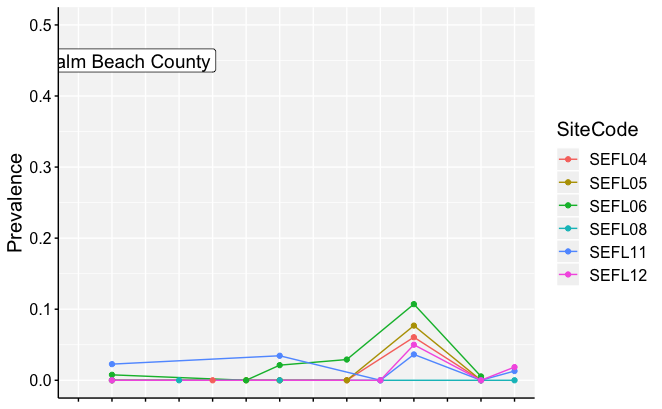 0.5
alm Beach County
0.4
0.3
0.2
0.1
0.0
Prevalence
SiteCode
SEFL04
SEFL05
SEFL06
SEFL08
SEFL11
SEFL12